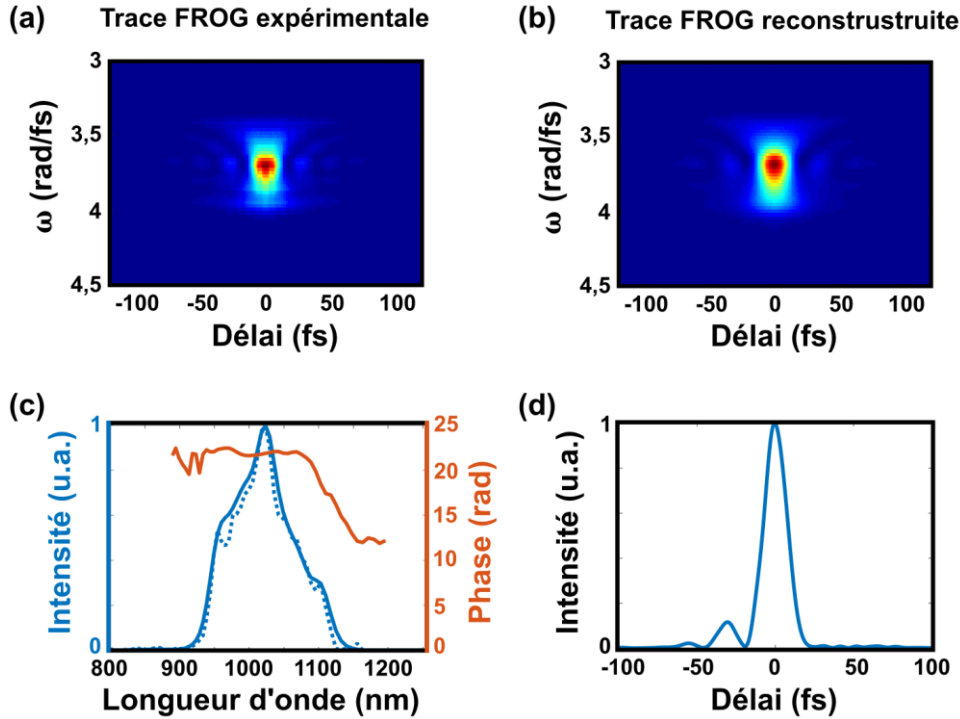 (a) Trace FROG expérimentale
3
3,5
4
4,5
ω (rad/fs)
-100 -50 0 50 100
Délai (fs)
(b) Trace FROG reconstrustruite
3
3,5
4
4,5
ω (rad/fs)
-100 -50 0 50 100
Délai (fs)
(c)
1
0
Intensité (u.a.)
25
20
15
10
5
0
Phase (rad)
800 900 1000 1100 1200
Longueur d'onde (nm)
(d)
1
0
Intensité (u.a.)
-100 -50 0 50 100
Délai (fs)